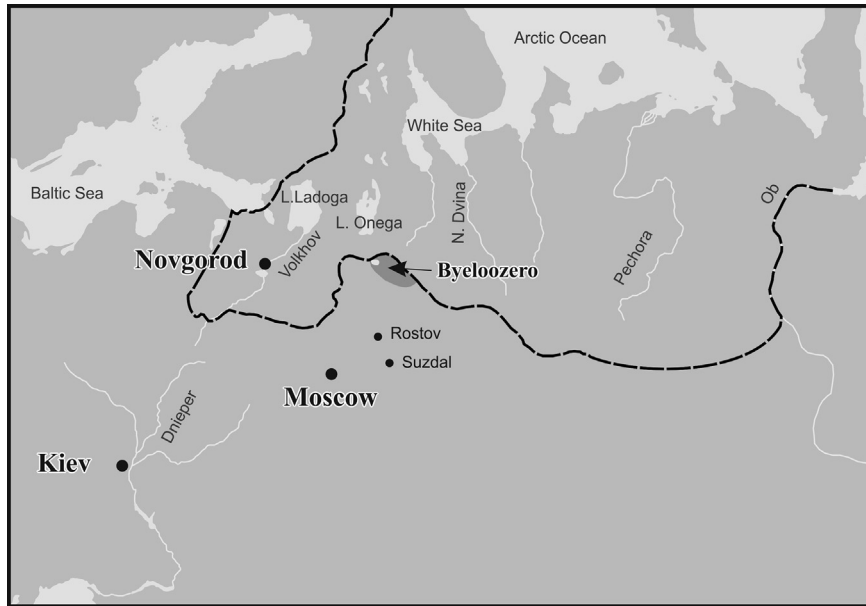 Arctic Ocean
White Sea
Baltic Sea
L.Ladoga
L. Onega
N. Dvina
Ob
Pechora
Novgorod
Volkhov
Byeloozero
Rostov
Suzdal
Moscow
Dnieper
Kiev